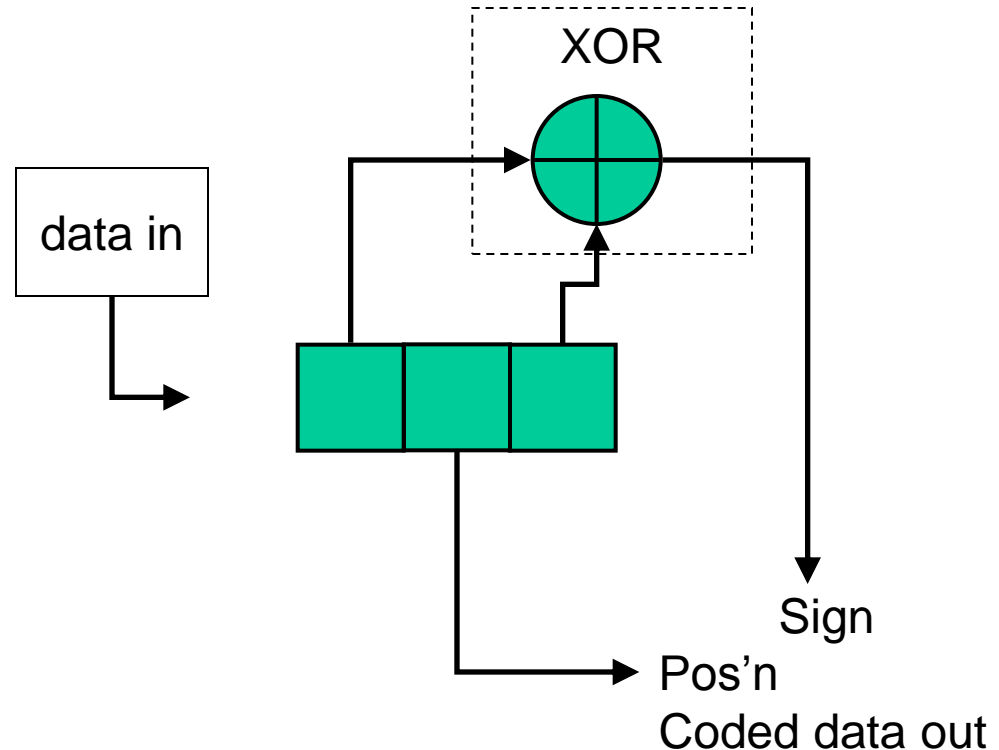 XOR
data in
Sign
Pos’n
Coded data out